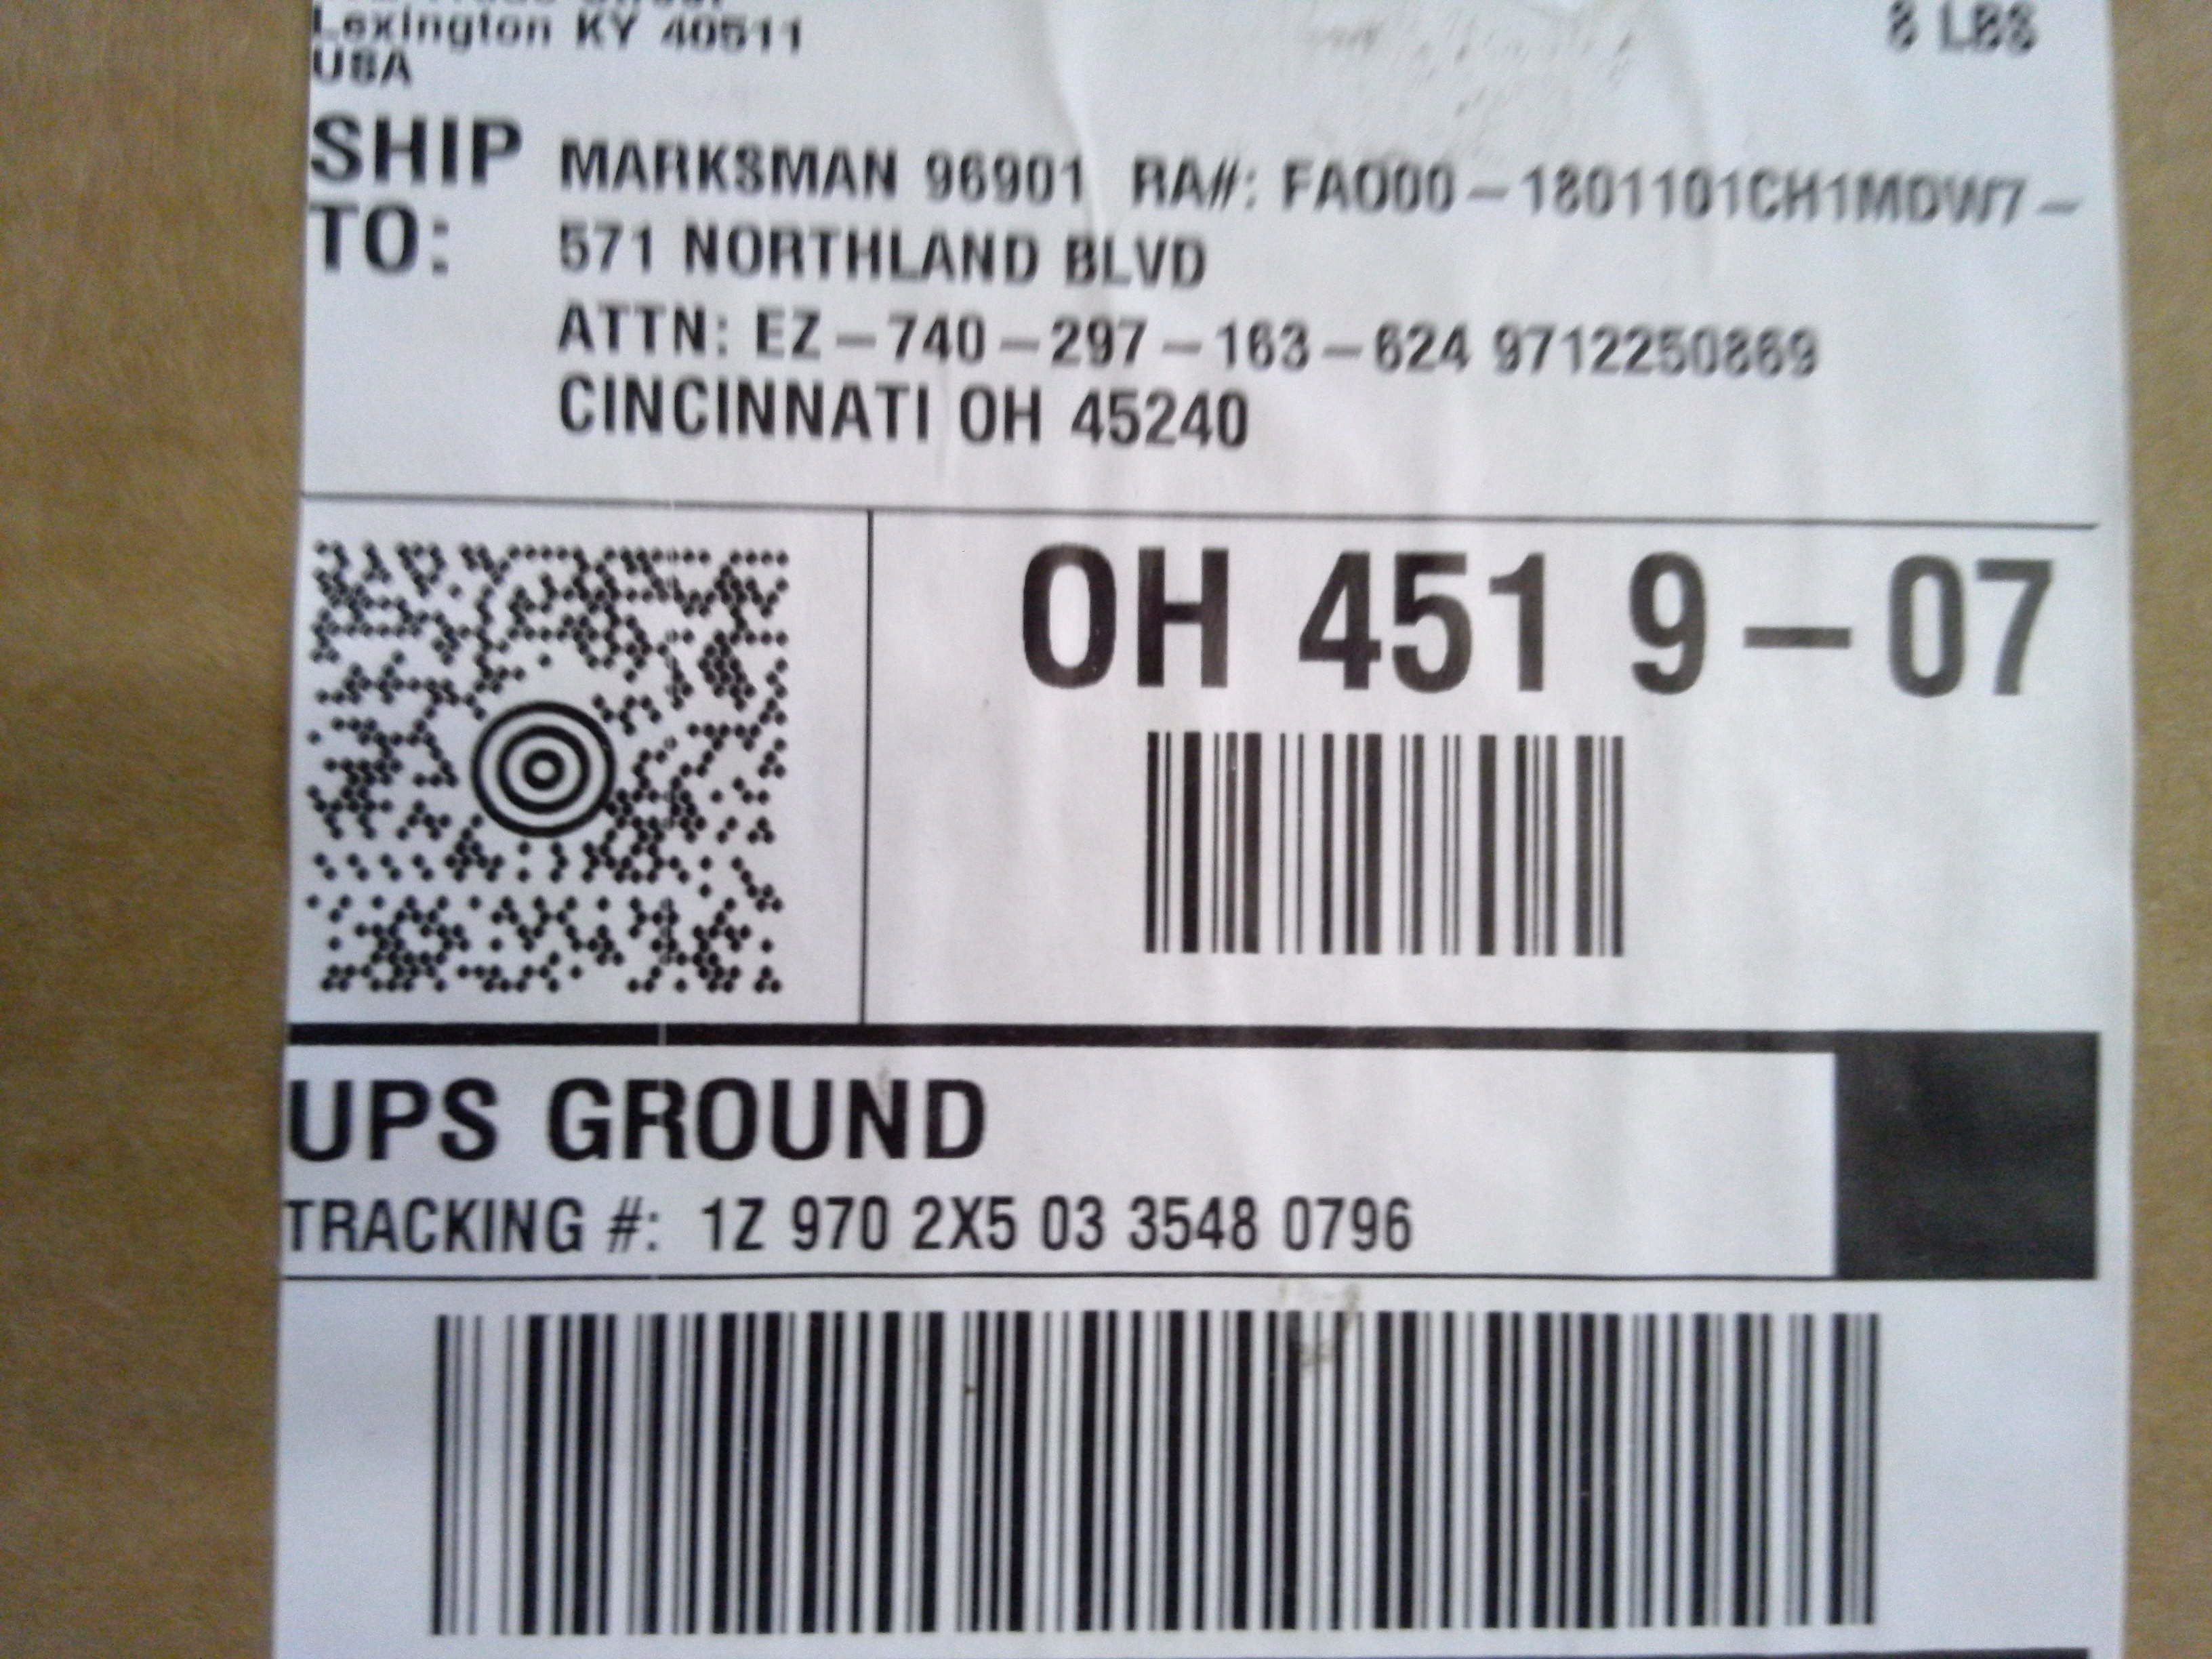 Lexington KY 40511
8 LBS
USA
SHIP TO:
MARKSMAN 96901 RA#: FAO00-1801101CH1MDW7-
571 NORTHLAND BLVD
ATTN: EZ-740-297-163-624 9712250869
CINCINNATI OH 45240
OH 451 9-07
UPS GROUND
TRACKING #: 1Z 970 2X5 03 3548 0796